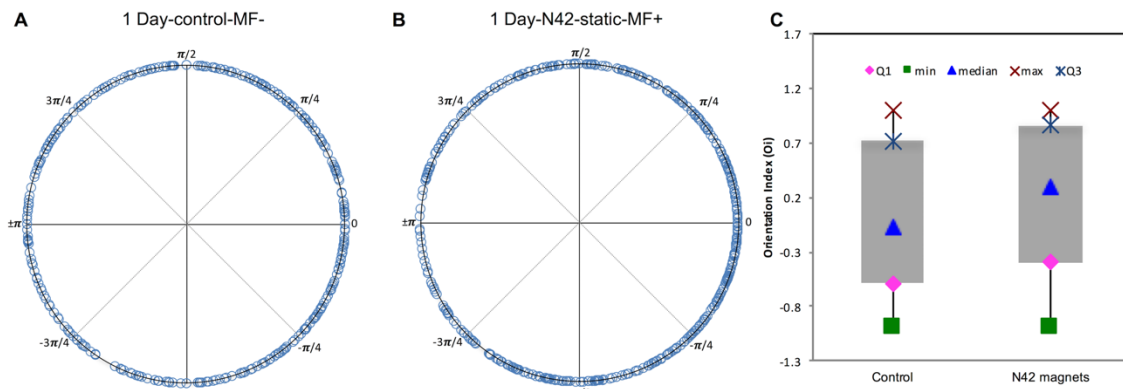 A
1 Day-control-MF-
π/2
3π/4
π/4
±π
0
-3π/4
-π/4
B
1 Day-N42-static-MF+
π/2
3π/4
π/4
±π
0
-3π/4
-π/4
C
1.7
Q1 min median max Q3
1.2
0.7
0.2
-0.3
-0.8
-1.3
Orientation Index (Oi)
Control N42 magnets